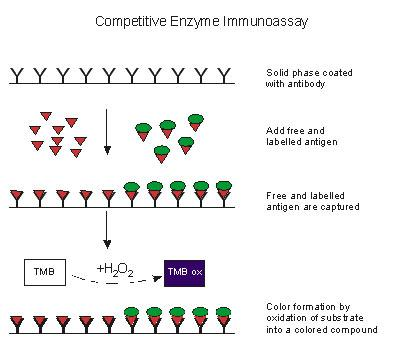 Competitive Enzyme Immunoassay
Solid phase coated
with antibody
Add free and
labelled antigen
Free and labelled
antigen are captured
+H2O2
TMB
TMB ox
Color formation by
oxidation of substrate
into a colored compound